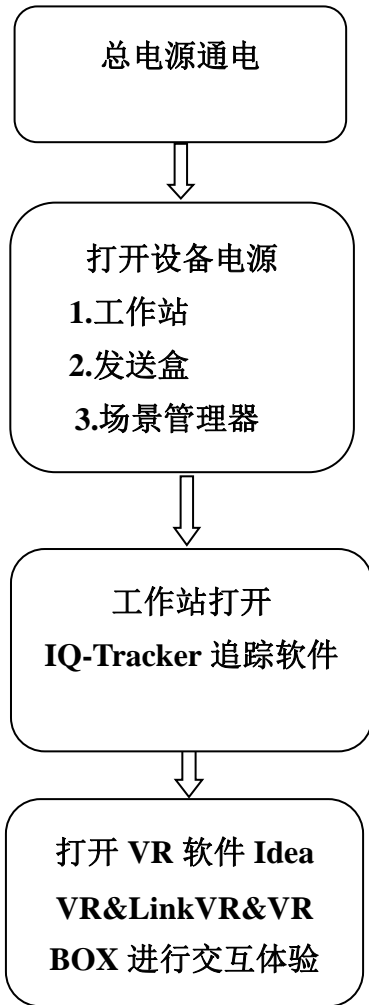 总电源通电
打开设备电源
1.工作站
2.发送盒
3.场景管理器
工作站打开
IQ-Tracker 追踪软件
打开 VR 软件 Idea
VR&LinkVR&VR
BOX 进行交互体验